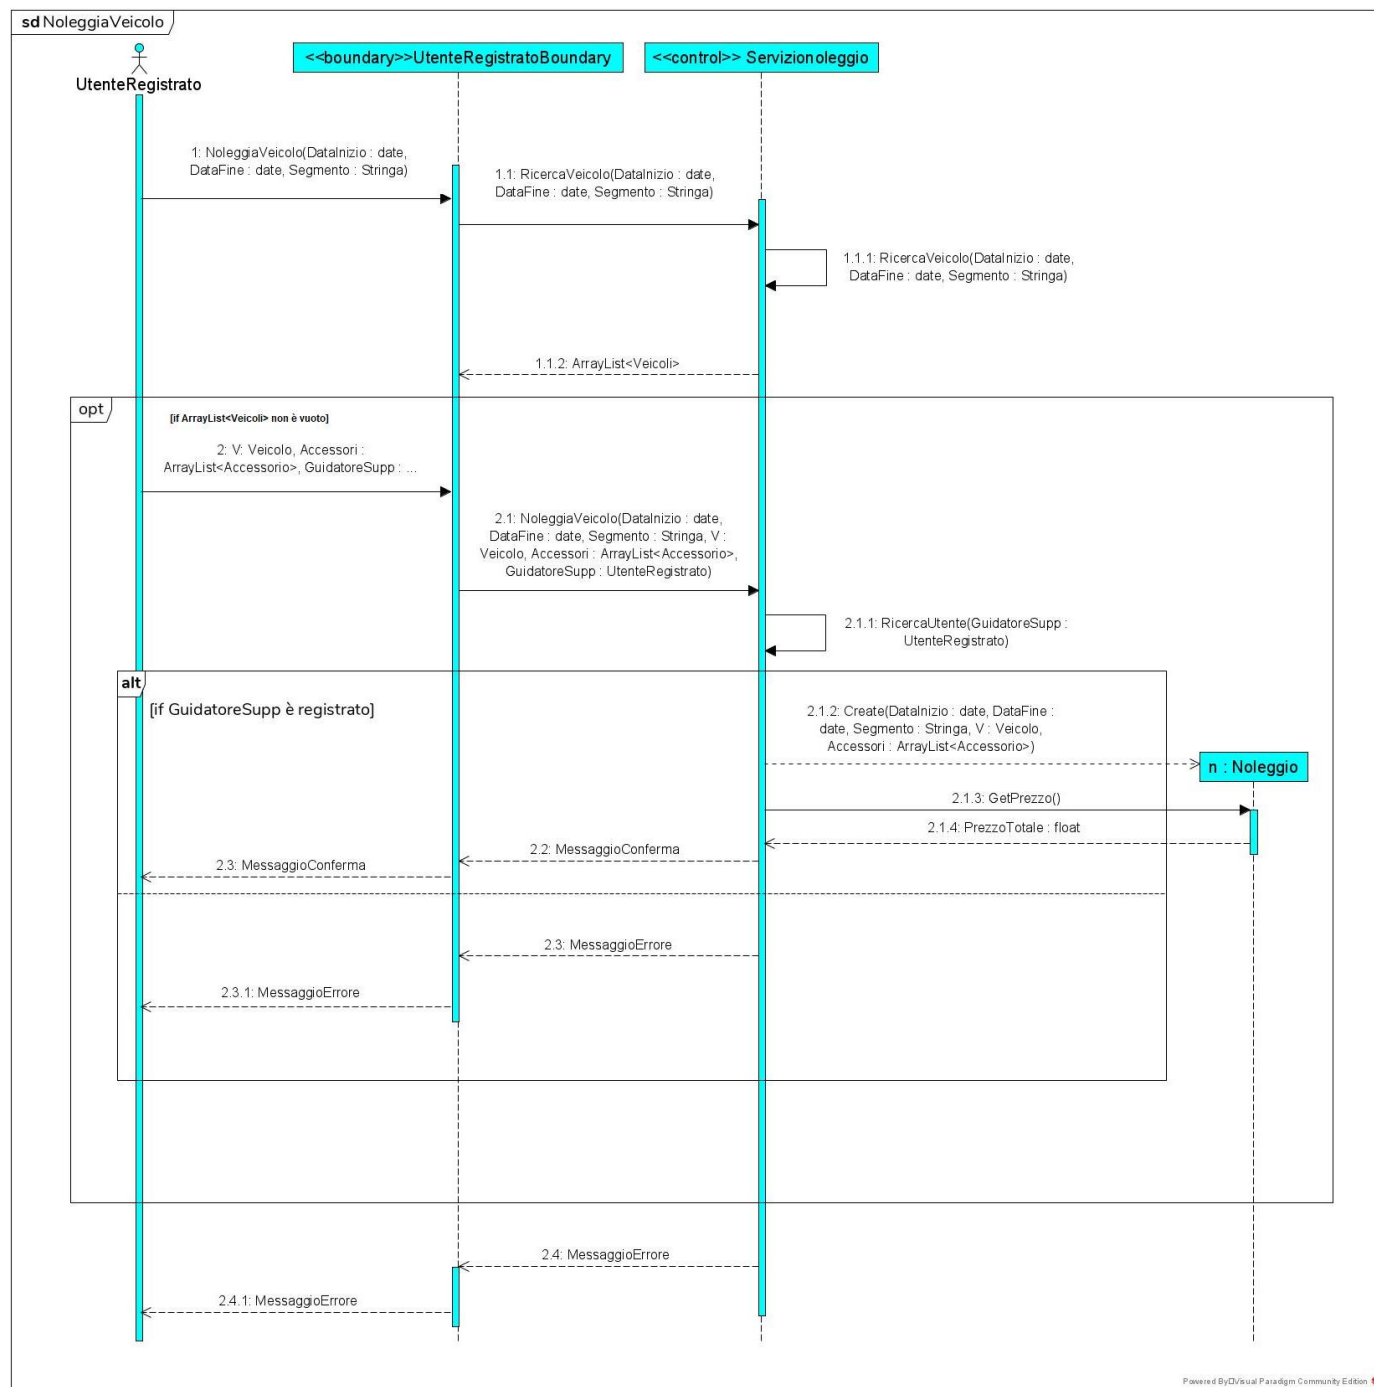 sd NoleggiaVeicolo
UtenteRegistrato
<<boundary>>UtenteRegistratoBoundary
<<control>> Servizionoleggio
1: NoleggiaVeicolo(DataInizio : date,
DataFine : date, Segmento : Stringa)
1.1: RicercaVeicolo(DataInizio : date,
DataFine : date, Segmento : Stringa)
1.1.1: RicercaVeicolo(DataInizio : date,
DataFine : date, Segmento : Stringa)
1.1.2: ArrayList<Veicoli>
opt
[if ArrayList<Veicoli> non è vuoto]
2: V: Veicolo, Accessori :
ArrayList<Accessorio>, GuidatoreSupp : ...
2.1: NoleggiaVeicolo(DataInizio : date,
DataFine : date, Segmento : Stringa, V :
Veicolo, Accessori : ArrayList<Accessorio>,
GuidatoreSupp : UtenteRegistrato)
2.1.1: RicercaUtente(GuidatoreSupp :
UtenteRegistrato)
alt
[if GuidatoreSupp è registrato]
2.1.2: Create(DataInizio : date, DataFine :
date, Segmento : Stringa, V : Veicolo,
Accessori : ArrayList<Accessorio>)
n : Noleggio
2.1.3: GetPrezzo()
2.1.4: PrezzoTotale : float
2.2: MessaggioConferma
2.3: MessaggioConferma
2.3: MessaggioErrore
2.3.1: MessaggioErrore
2.4: MessaggioErrore
2.4.1: MessaggioErrore
Powered By Visual Paradigm Community Edition